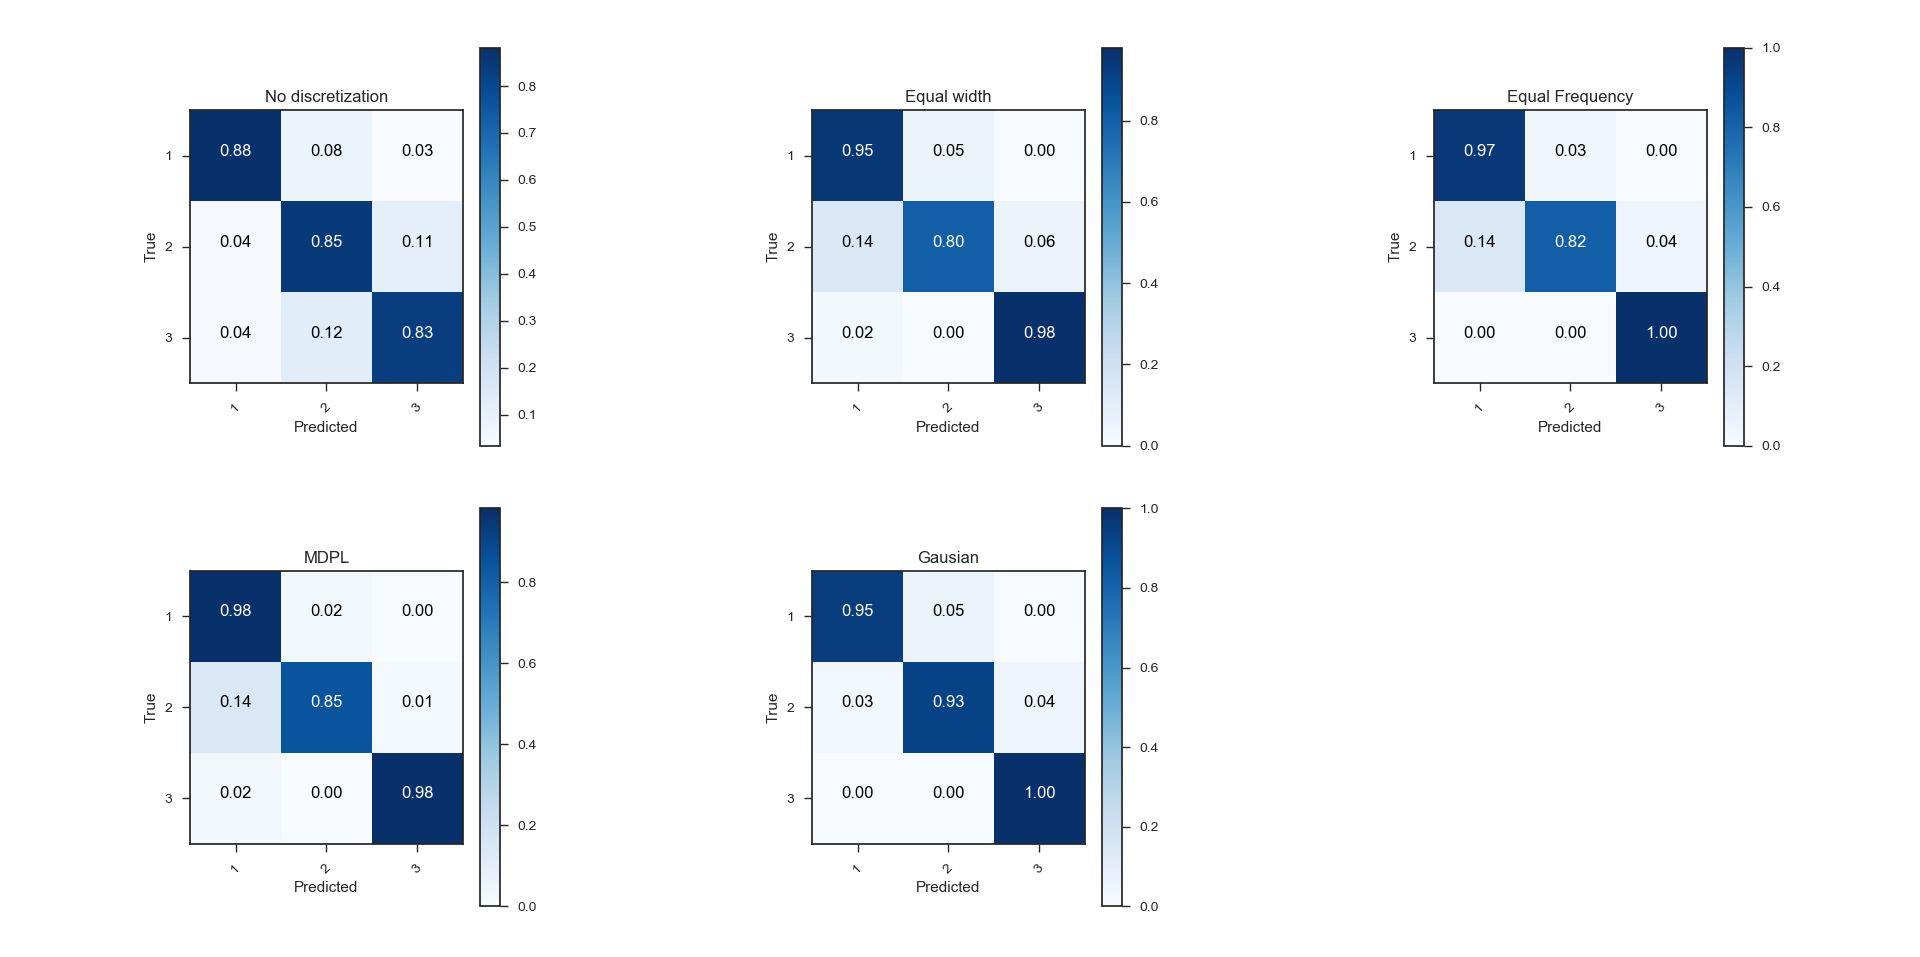 No discretization
1 0.88 0.08 0.03
2 0.04 0.85 0.11
3 0.04 0.12 0.83
True
1 2 3
Predicted
0.8
0.7
0.6
0.5
0.4
0.3
0.2
0.1
Equal width
1 0.95 0.05 0.00
2 0.14 0.80 0.06
3 0.02 0.00 0.98
True
1 2 3
Predicted
0.8
0.6
0.4
0.2
0.0
Equal Frequency
1 0.97 0.03 0.00
2 0.14 0.82 0.04
3 0.00 0.00 1.00
True
1 2 3
Predicted
1.0
0.8
0.6
0.4
0.2
0.0
MDPL
1 0.98 0.02 0.00
2 0.14 0.85 0.01
3 0.02 0.00 0.98
True
1 2 3
Predicted
0.8
0.6
0.4
0.2
0.0
Gausian
1 0.95 0.05 0.00
2 0.03 0.93 0.04
3 0.00 0.00 1.00
True
1 2 3
Predicted
1.0
0.8
0.6
0.4
0.2
0.0